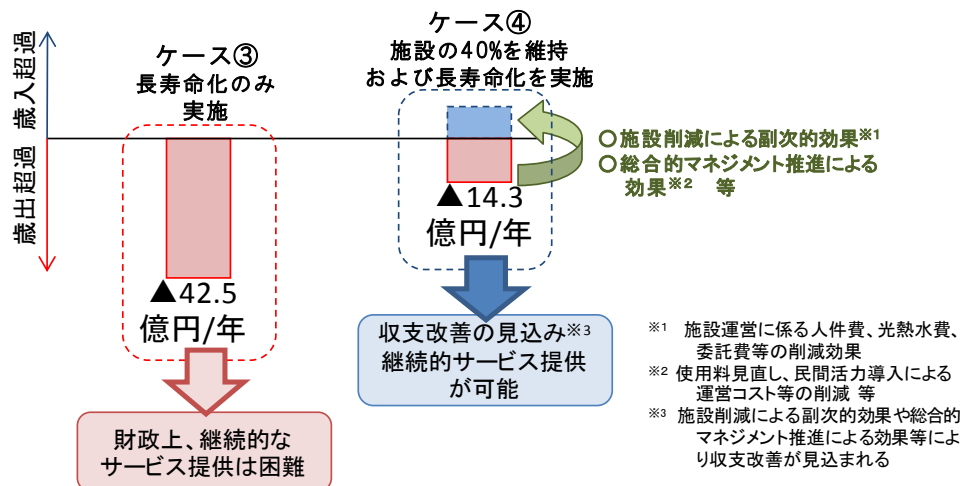 歳入超過
歳出超過
ケース③
長寿命化のみ
実施
▲42.5
億円/年
財政上、継続的な
サービス提供は困難
ケース④
施設の40%を維持
および長寿命化を実施
▲14.3
億円/年
収支改善の見込み※3
継続的サービス提供
が可能
○施設削減による副次的効果※1
○総合的マネジメント推進による
効果※2 等
※1 施設運営に係る人件費、光熱水費、
委託費等の削減効果
※2 使用料見直し、民間活力導入による
運営コスト等の削減 等
※3 施設削減による副次的効果や総合的
マネジメント推進による効果等によ
り収支改善が見込まれる